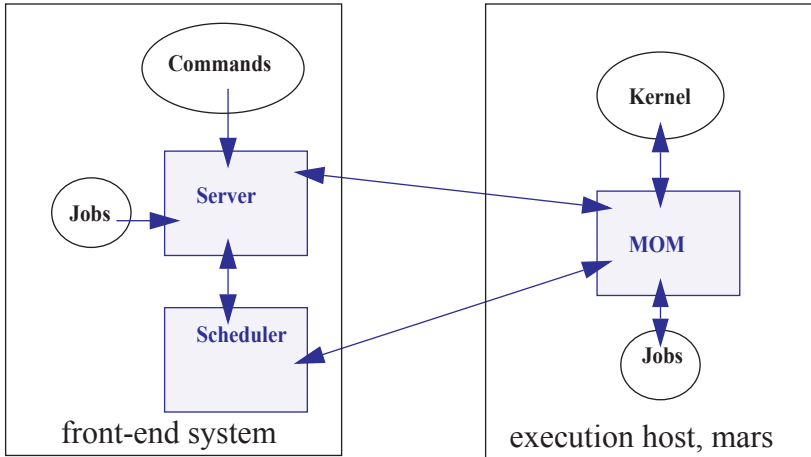 Commands
Server
Jobs
Scheduler
front-end system
Kernel
MOM
Jobs
execution host, mars